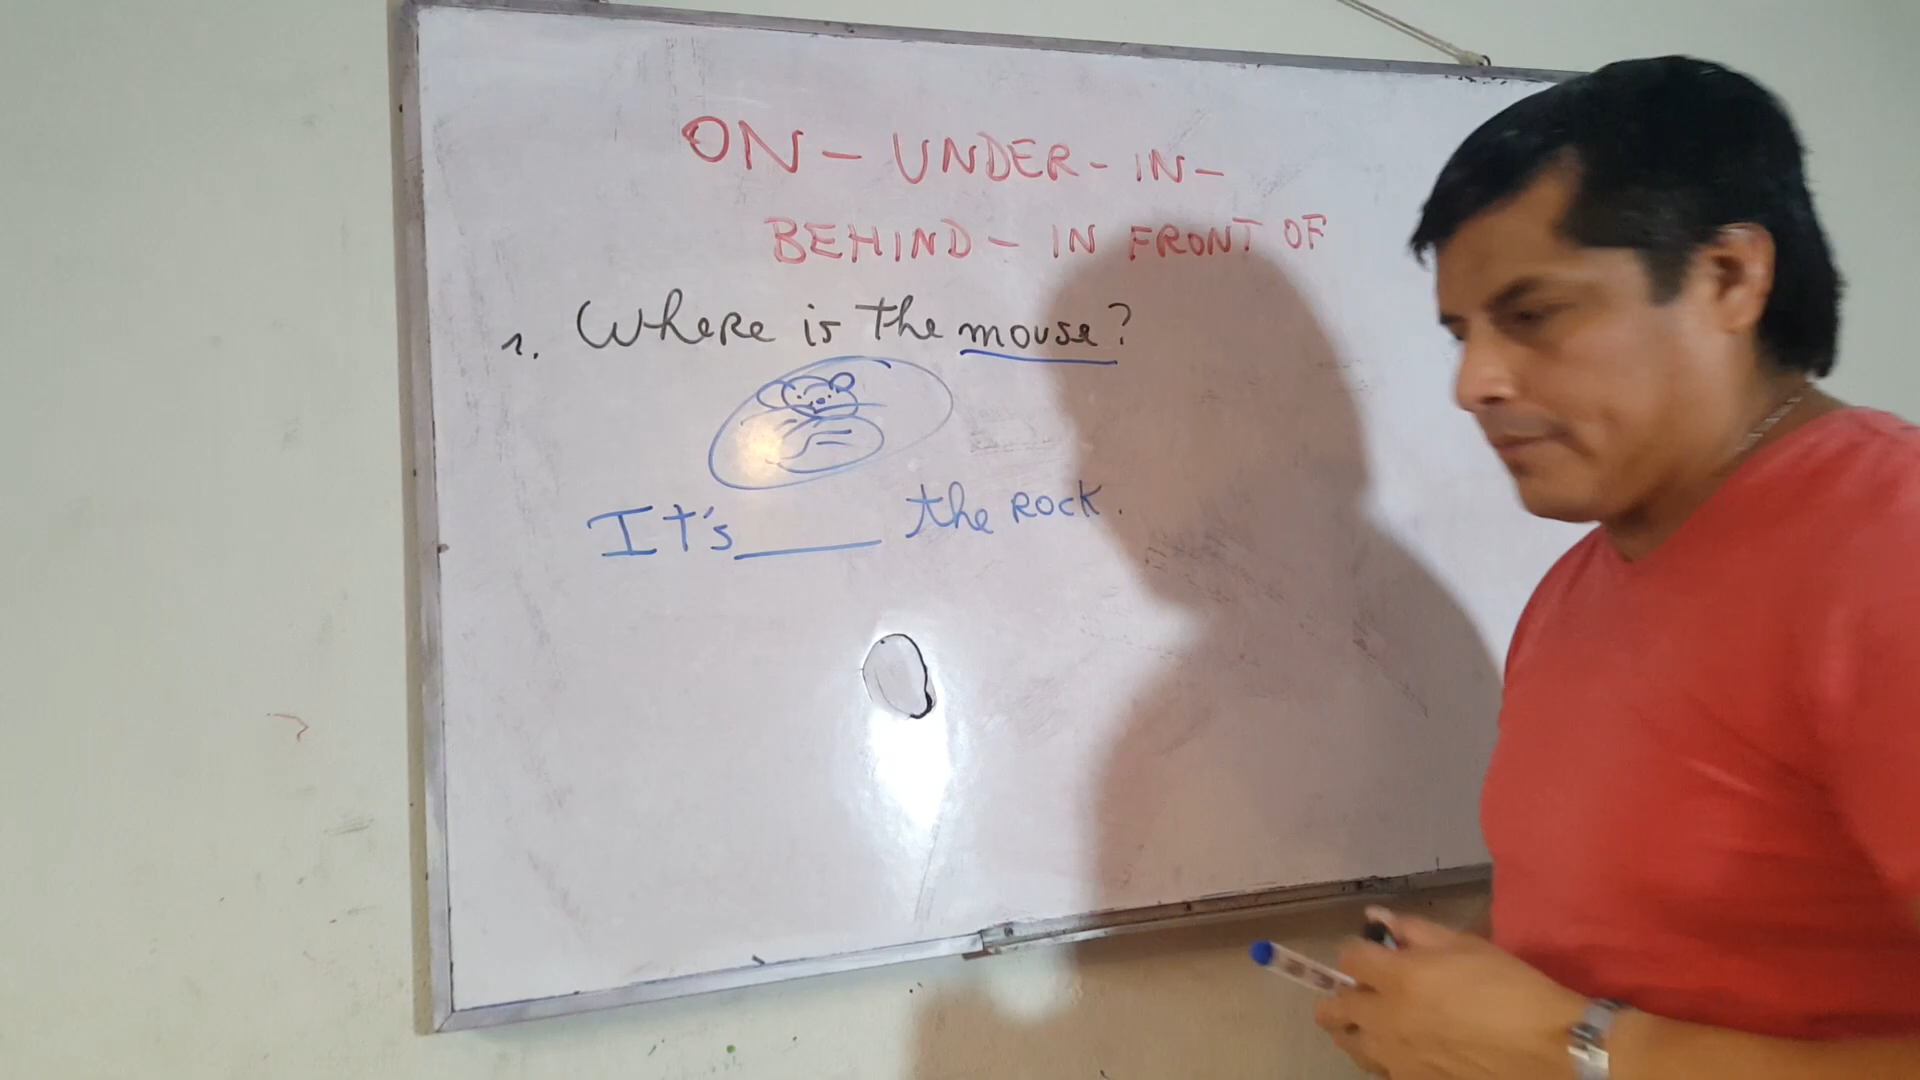 ON - UNDER - IN -
BEHIND - IN FRONT OF
1. Where is the mouse?
It's ____ the rock.